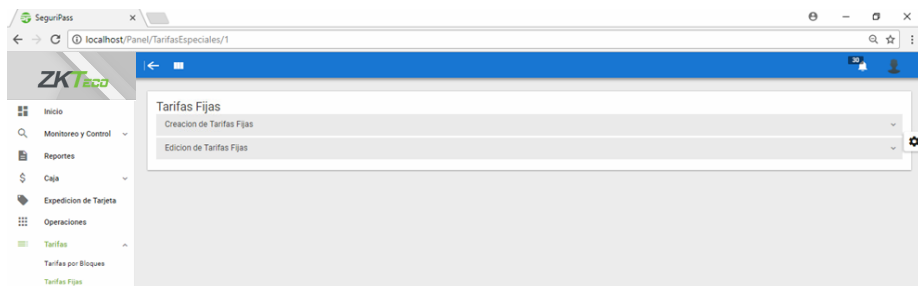 SeguriPass
localhost/Panel/TarifasEspeciales/1
ZKTeco
30
Inicio
Monitoreo y Control
Reportes
Caja
Expedicion de Tarjeta
Operaciones
Tarifas
Tarifas por Bloques
Tarifas Fijas
Tarifas Fijas
Creacion de Tarifas Fijas
Edicion de Tarifas Fijas